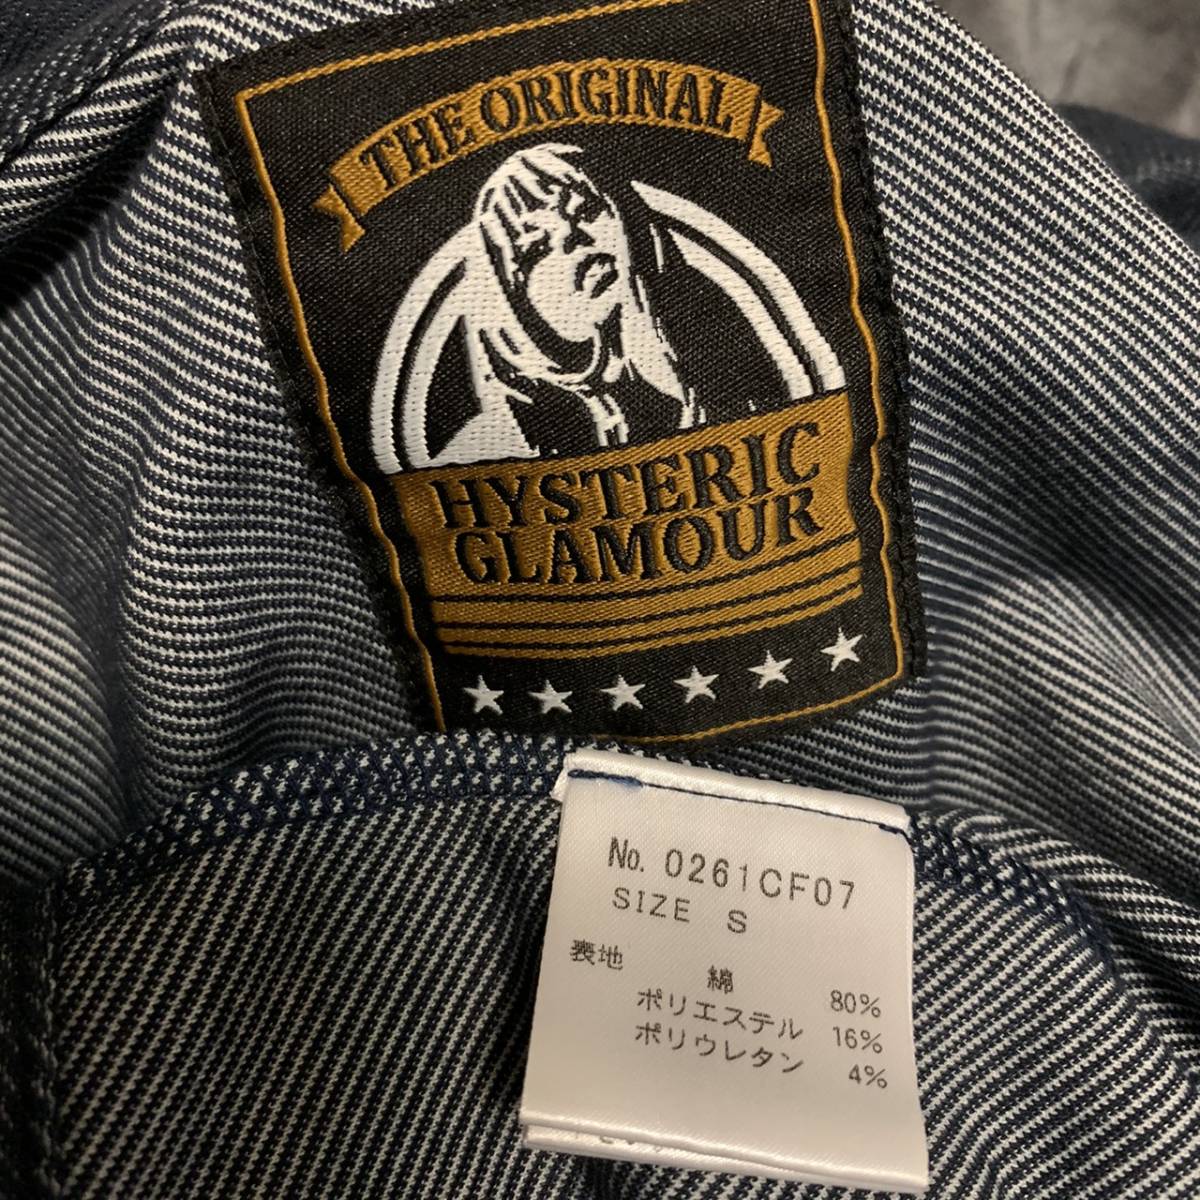 THE ORIGINAL
HYSTERIC
GLAMOUR
No. 0261CF07
SIZE S
表地
綿 80%
ポリエステル 16%
ポリウレタン 4%